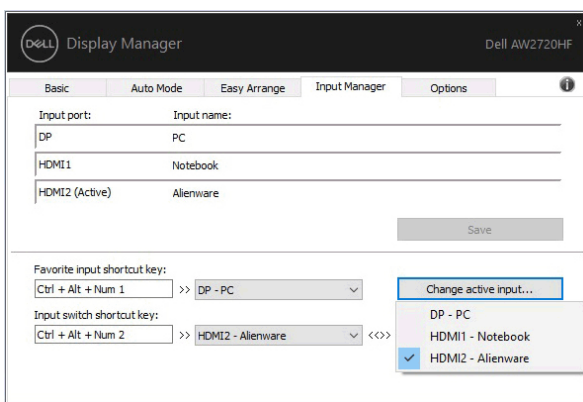 DELL Display Manager Dell AW2720HF
x
Basic Auto Mode Easy Arrange Input Manager Options i
Input port: Input name:
DP PC
HDMI1 Notebook
HDMI2 (Active) Alienware
Save
Favorite input shortcut key:
Ctrl + Alt + Num 1 >> DP - PC Change active input...
Input switch shortcut key:
Ctrl + Alt + Num 2 >> HDMI2 - Alienware <<>>
DP - PC
HDMI1 - Notebook
HDMI2 - Alienware